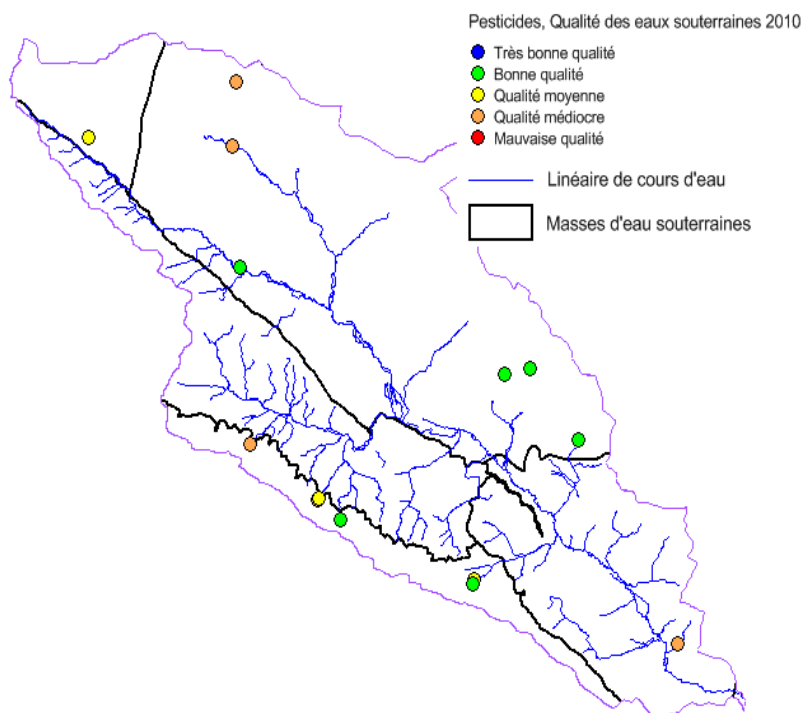 Pesticides, Qualité des eaux souterraines 2010
Très bonne qualité
Bonne qualité
Qualité moyenne
Qualité médiocre
Mauvaise qualité
Linéaire de cours d'eau
Masses d'eau souterraines